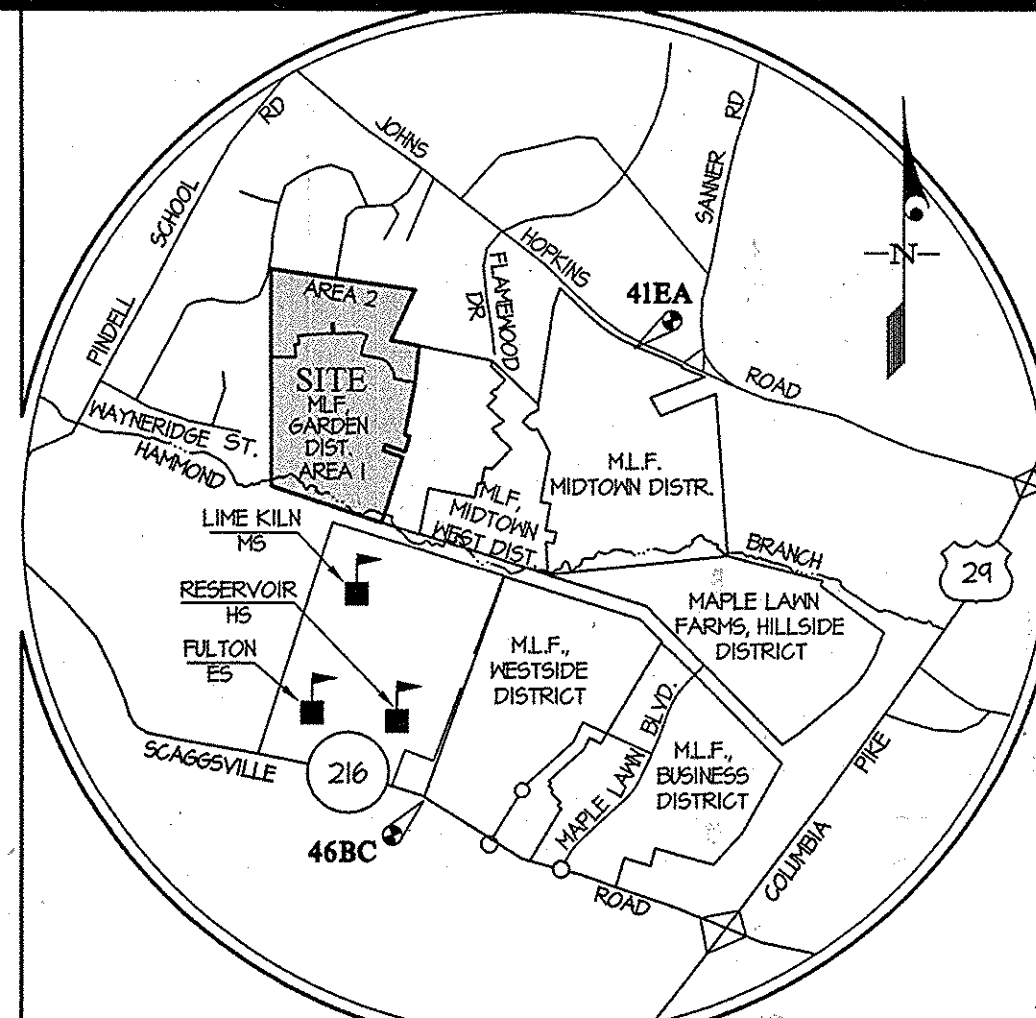 PINDELL SCHOOL RD
JOHNS HOPKINS ROAD
SANNER RD
FLAMEWOOD
DR
41EA
N
AREA 2
SITE
MLF,
GARDEN
DIST.
AREA 1
WAYNERIDGE ST.
HAMMOND BRANCH
M.L.F.
MIDTOWN DISTR.
MLF,
MIDTOWN
WEST DIST.
29
LIME KILN
MS
RESERVOIR
HS
FULTON
ES
MAPLE LAWN
FARMS, HILLSIDE
DISTRICT
M.L.F.,
WESTSIDE
DISTRICT
MAPLE LAWN BLVD.
M.L.F.,
BUSINESS
DISTRICT
SCAGGSVILLE ROAD
216
46BC
COLUMBIA PIKE